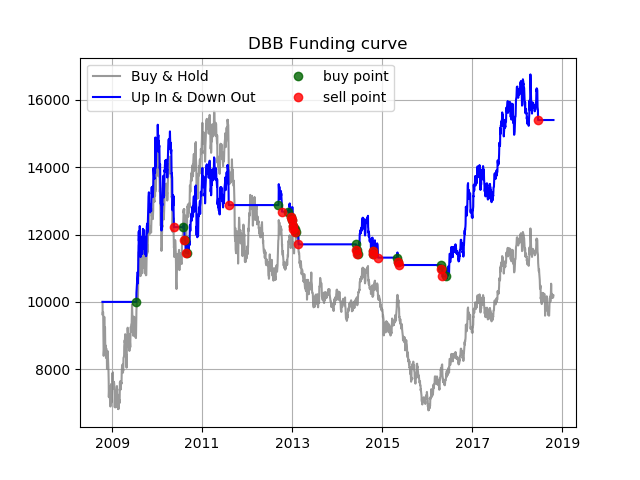 DBB Funding curve
Buy & Hold
Up In & Down Out
buy point
sell point
16000
14000
12000
10000
8000
2009 2011 2013 2015 2017 2019